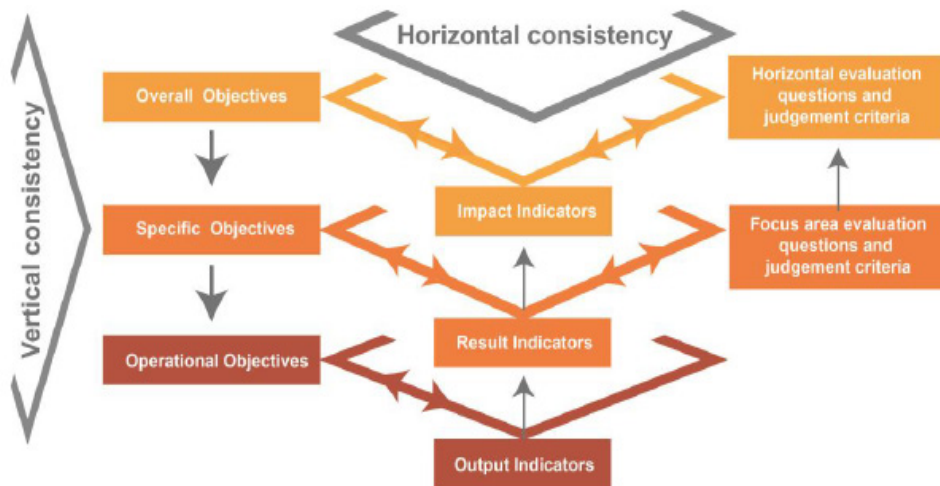 Horizontal consistency
Vertical consistency
Overall Objectives
Horizontal evaluation
questions and
judgement criteria
Impact Indicators
Specific Objectives
Focus area evaluation
questions and
judgement criteria
Result Indicators
Operational Objectives
Output Indicators